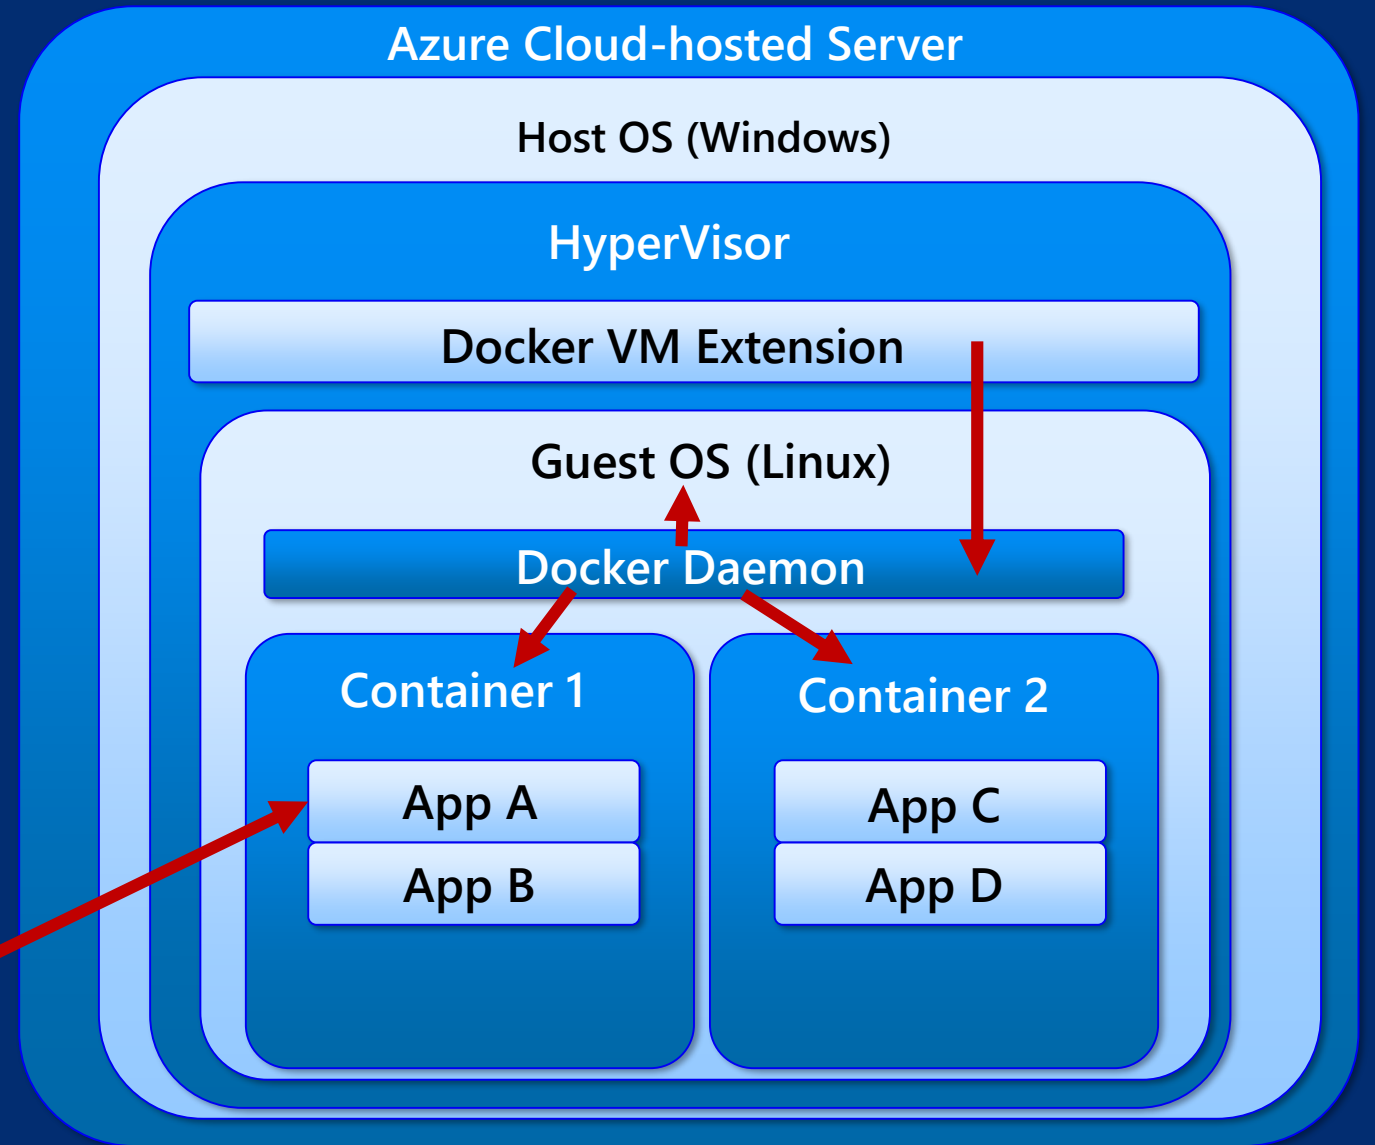 Azure Cloud-hosted Server
Host OS (Windows)
HyperVisor
Docker VM Extension
Guest OS (Linux)
Docker Daemon
Container 1
Container 2
App A
App C
App B
App D